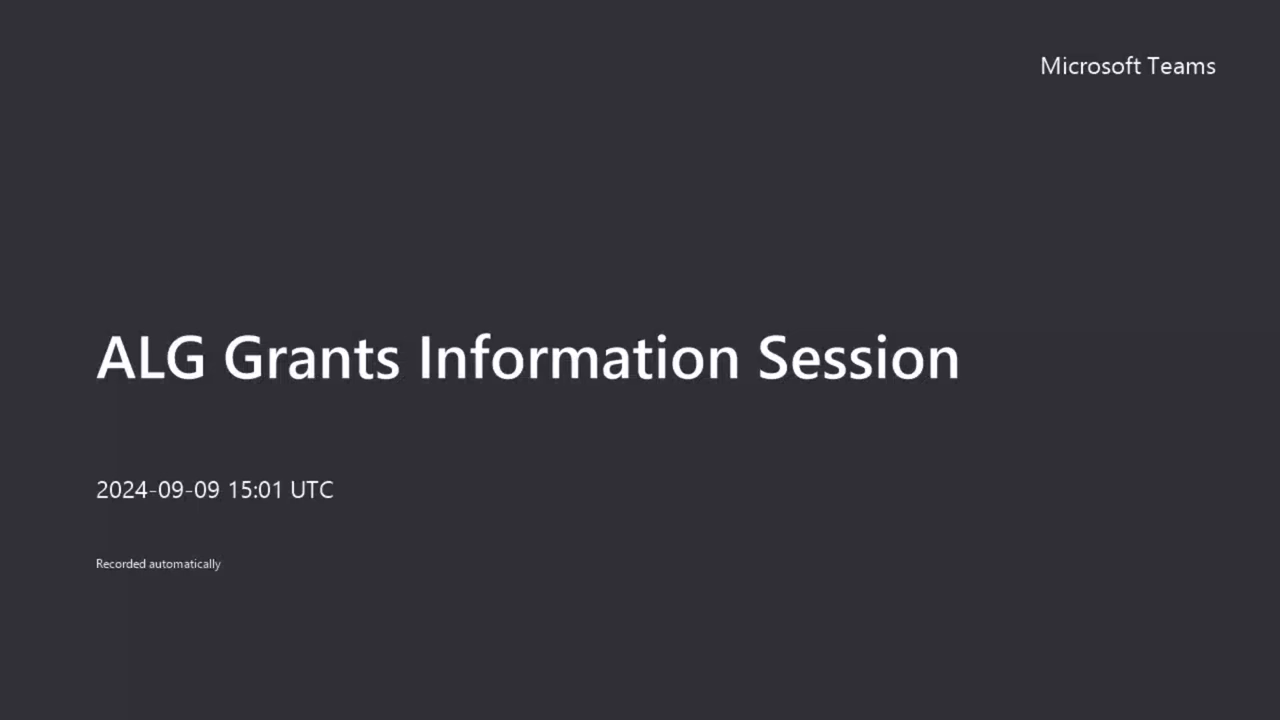 Microsoft Teams
ALG Grants Information Session
2024-09-09 15:01 UTC
Recorded automatically